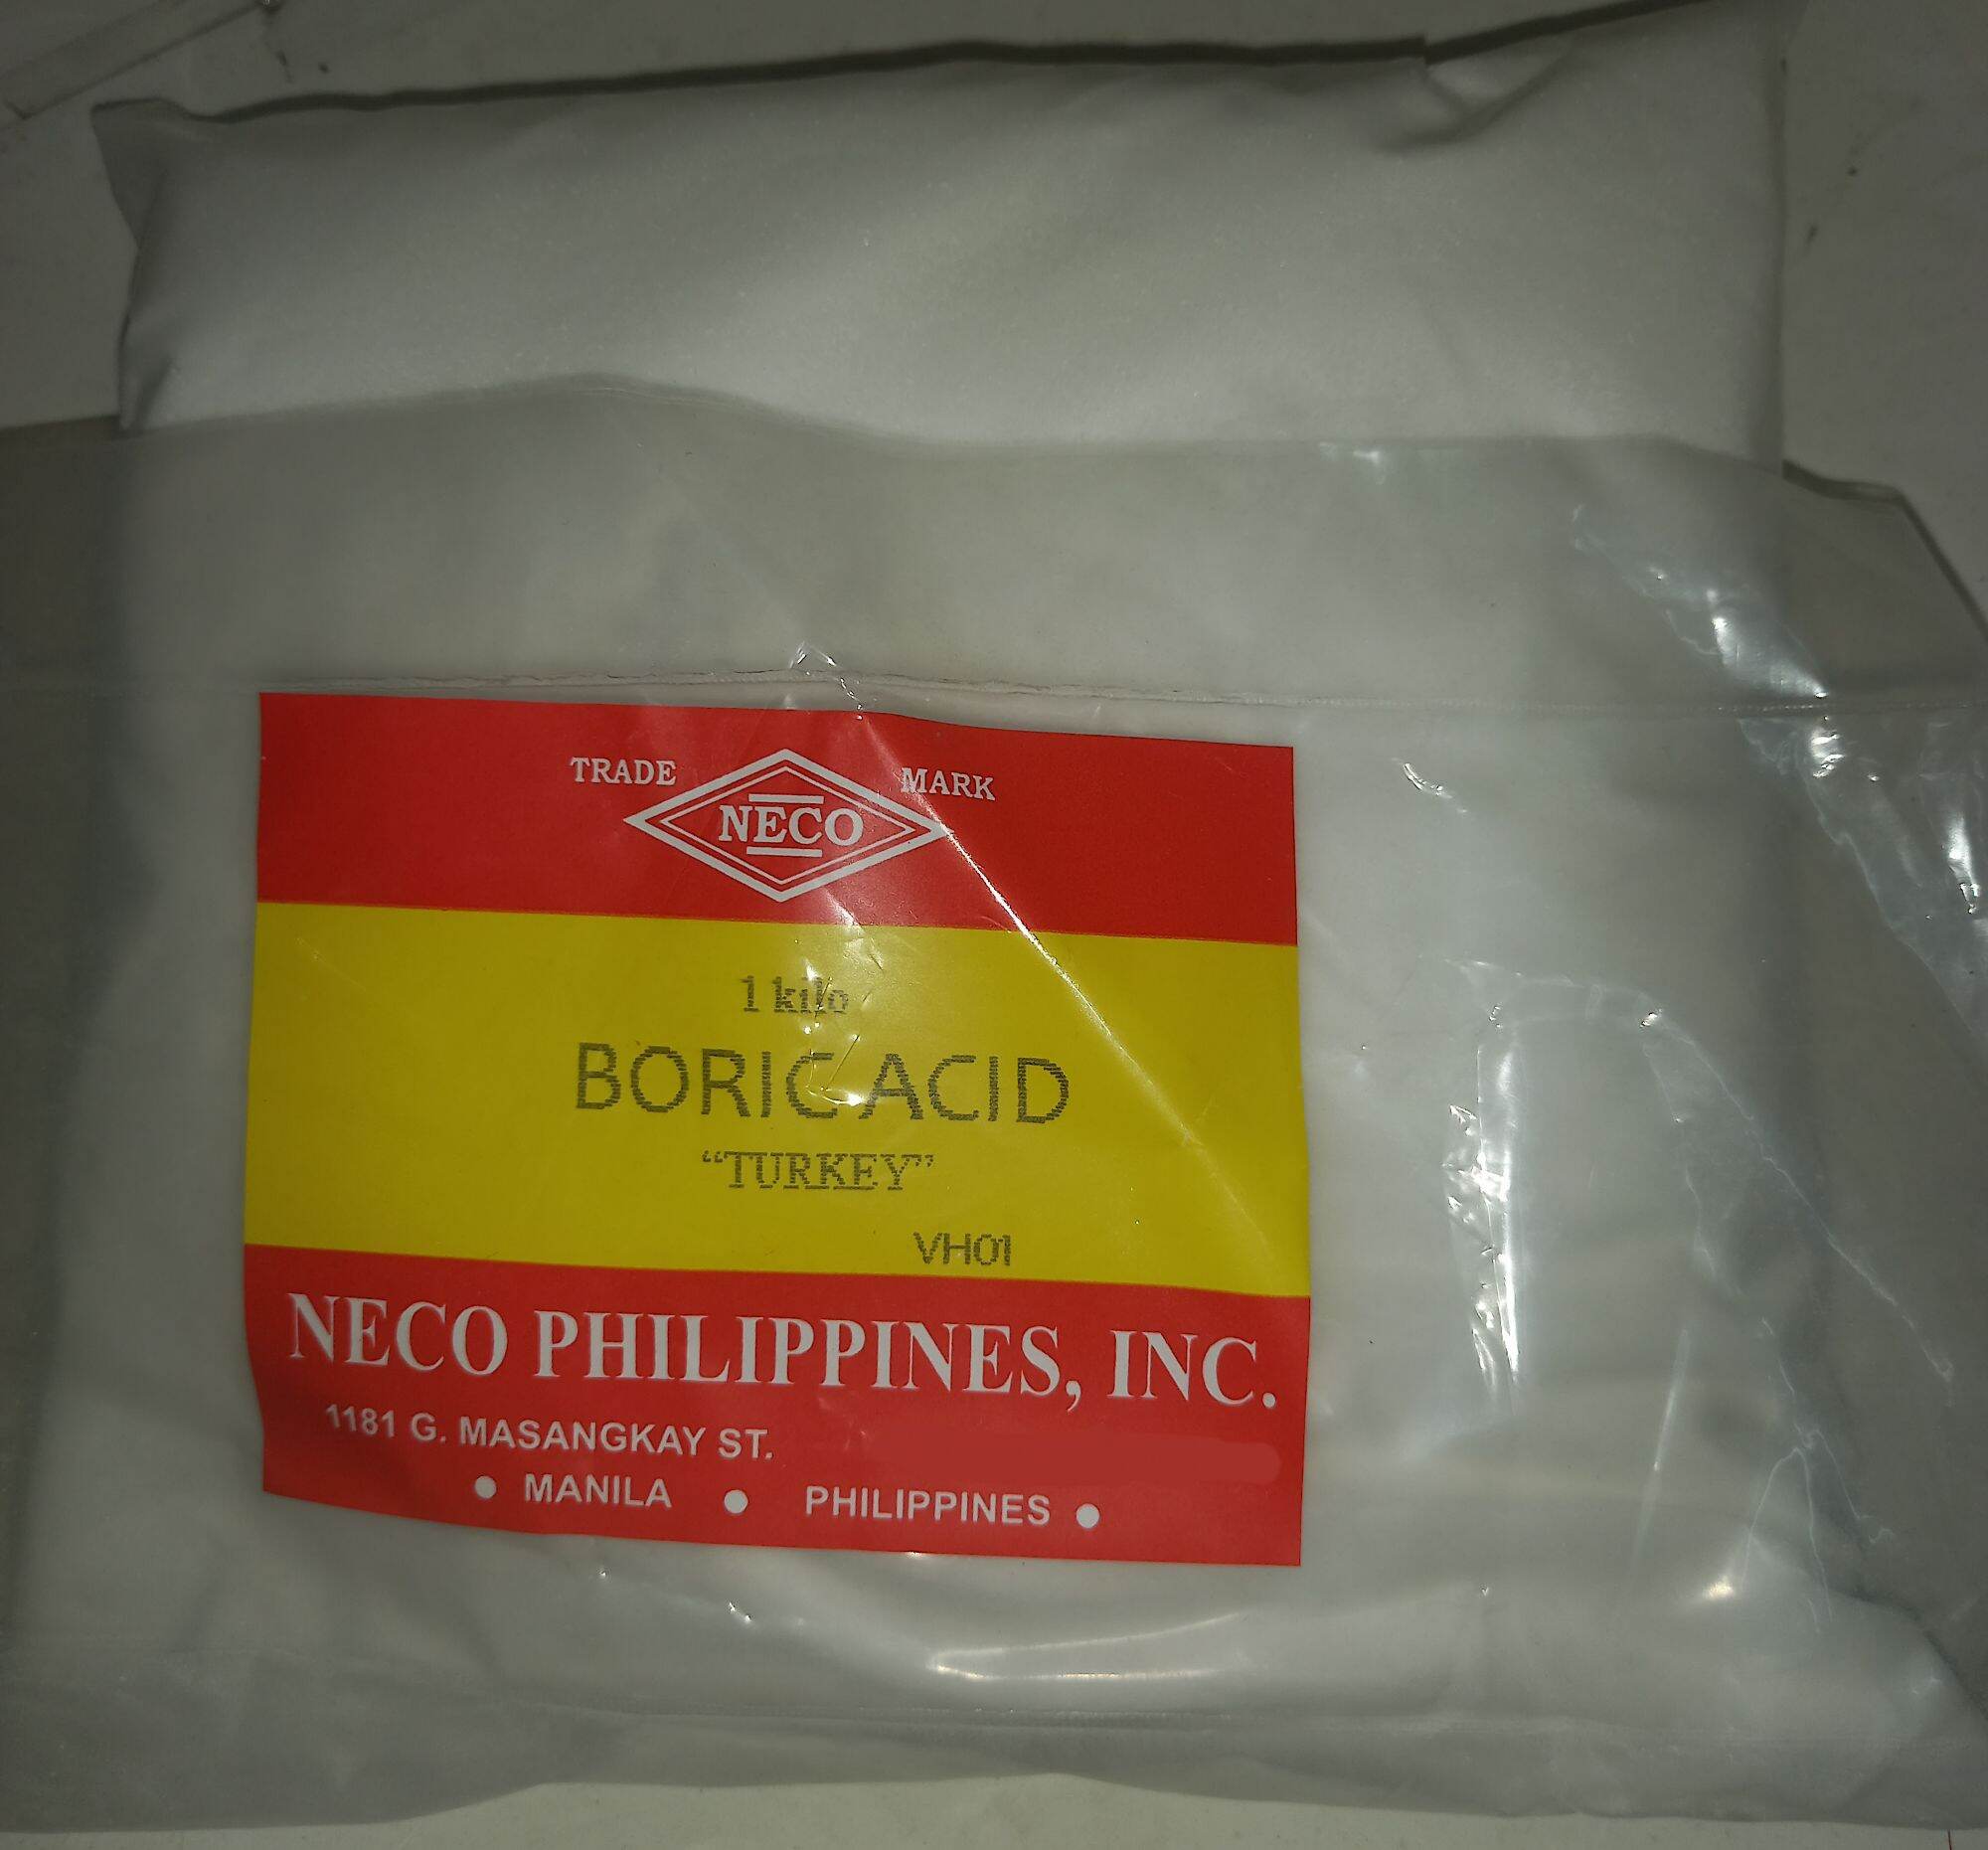 TRADE MARK
NECO
1 kilo
BORIC ACID
“TURKEY”
VH01
NECO PHILIPPINES, INC.
1181 G. MASANGKAY ST.
• MANILA • PHILIPPINES •